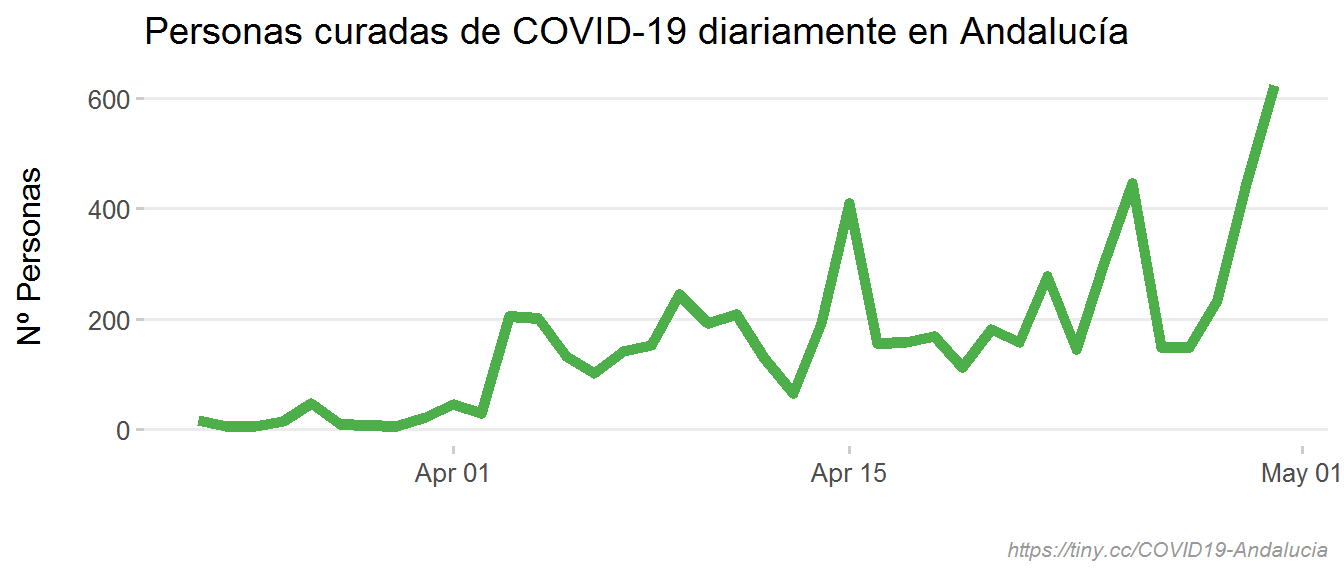 Personas curadas de COVID-19 diariamente en Andalucía
Nº Personas
600
400
200
0
Apr 01 Apr 15 May 01
https://tiny.cc/COVID19-Andalucia